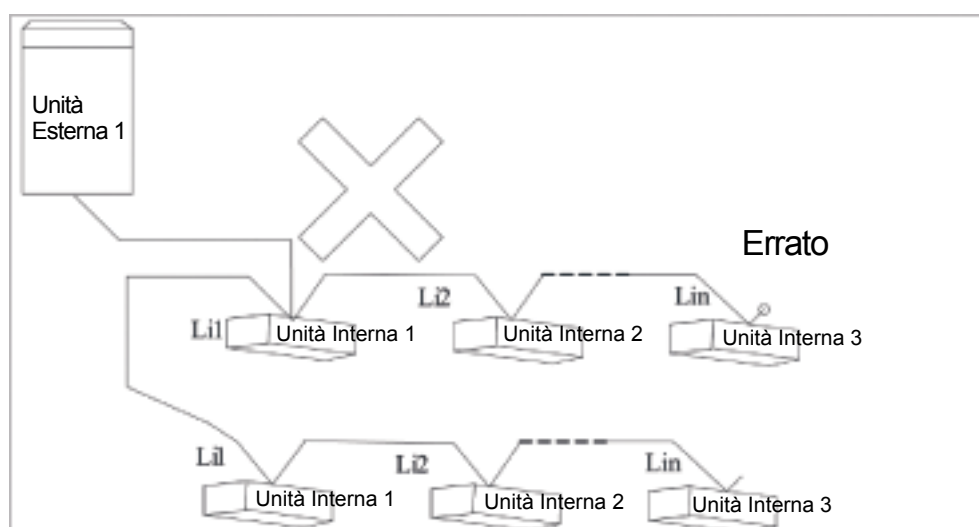 Unità
Esterna 1
Errato
Li2
Lin
Li1
Unità Interna 1
Unità Interna 2
Unità Interna 3
Li1
Li2
Lin
Unità Interna 1
Unità Interna 2
Unità Interna 3